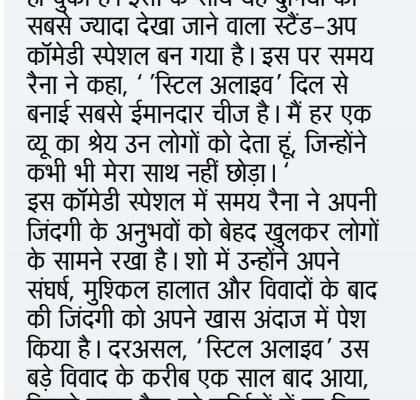 हो चुका है। इसी के साथ यह दुनिया का
सबसे ज्यादा देखा जाने वाला स्टैंड-अप
कॉमेडी स्पेशल बन गया है। इस पर समय
रैना ने कहा, ‘ ’स्टिल अलाइव’ दिल से
बनाई सबसे ईमानदार चीज है। मैं हर एक
व्यू का श्रेय उन लोगों को देता हूं, जिन्होंने
कभी भी मेरा साथ नहीं छोड़ा। ‘
इस कॉमेडी स्पेशल में समय रैना ने अपनी
जिंदगी के अनुभवों को बेहद खुलकर लोगों
के सामने रखा है। शो में उन्होंने अपने
संघर्ष, मुश्किल हालात और विवादों के बाद
की जिंदगी को अपने खास अंदाज में पेश
किया है। दरअसल, ‘स्टिल अलाइव’ उस
बड़े विवाद के करीब एक साल बाद आया,